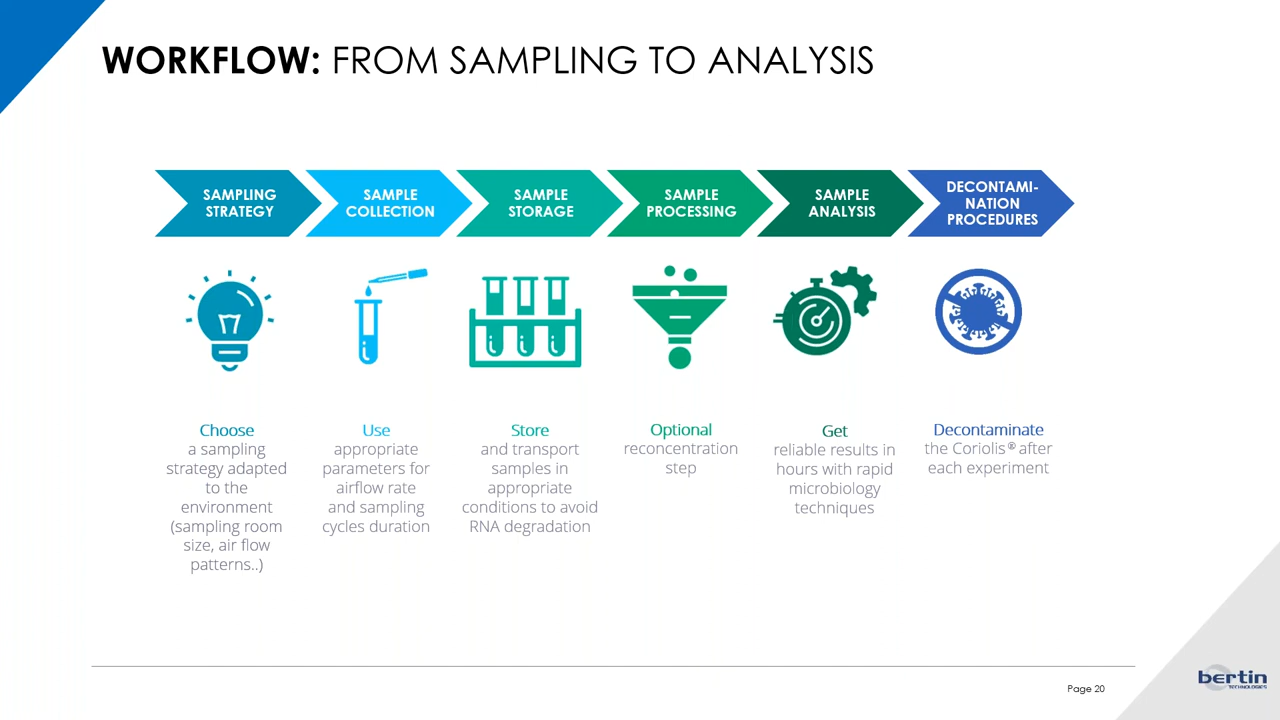 WORKFLOW: FROM SAMPLING TO ANALYSIS
SAMPLING
STRATEGY
SAMPLE
COLLECTION
SAMPLE
STORAGE
SAMPLE
PROCESSING
SAMPLE
ANALYSIS
DECONTAMI-
NATION
PROCEDURES
Choose
a sampling
strategy adapted
to the
environment
(sampling room
size, air flow
patterns..)
Use
appropriate
parameters for
airflow rate
and sampling
cycles duration
Store
and transport
samples in
appropriate
conditions to avoid
RNA degradation
Optional
reconcentration
step
Get
reliable results in
hours with rapid
microbiology
techniques
Decontaminate
the Coriolis® after
each experiment
Page 20
bertin
TECHNOLOGIES